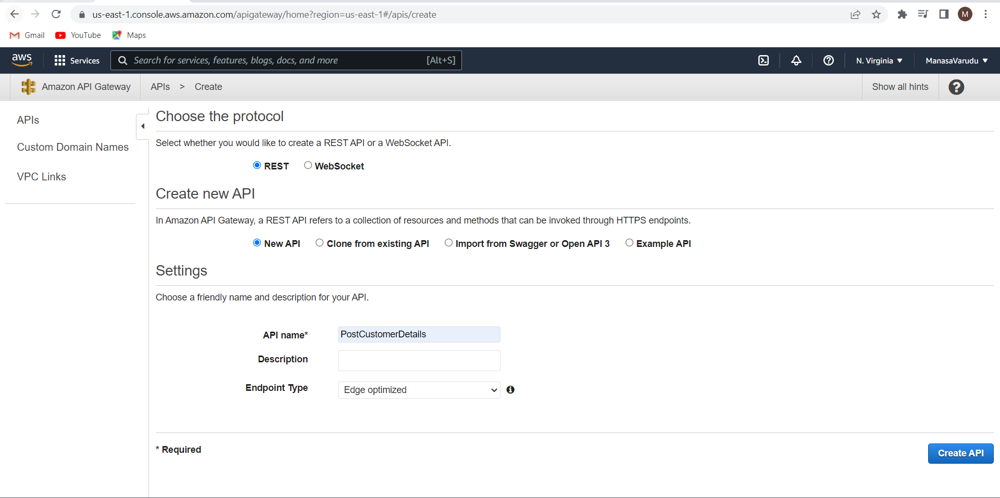 us-east-1.console.aws.amazon.com/apigateway/home?region=us-east-1#/apis/create
M
Gmail YouTube Maps
aws Services Search for services, features, blogs, docs, and more [Alt+S] N. Virginia ▼ ManasaVarudu ▼
Amazon API Gateway APIs > Create Show all hints ?
APIs
Custom Domain Names
VPC Links
Choose the protocol
Select whether you would like to create a REST API or a WebSocket API.
REST WebSocket
Create new API
In Amazon API Gateway, a REST API refers to a collection of resources and methods that can be invoked through HTTPS endpoints.
New API Clone from existing API Import from Swagger or Open API 3 Example API
Settings
Choose a friendly name and description for your API.
API name* PostCustomerDetails
Description
Endpoint Type Edge optimized
* Required
Create API